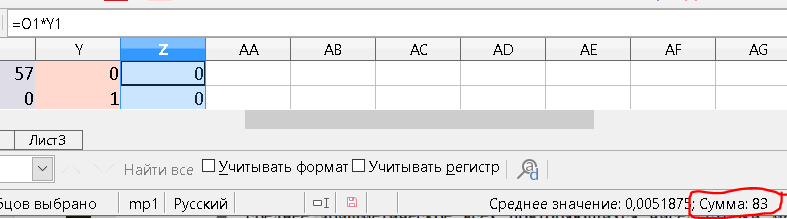 =O1*Y1
Y Z AA AB AC AD AE AF AG
57 0 0
0 1 0
Лист3
Найти все Учитывать формат Учитывать регистр
бцов выбрано mp1 Русский Среднее значение: 0,0051875; Сумма: 83